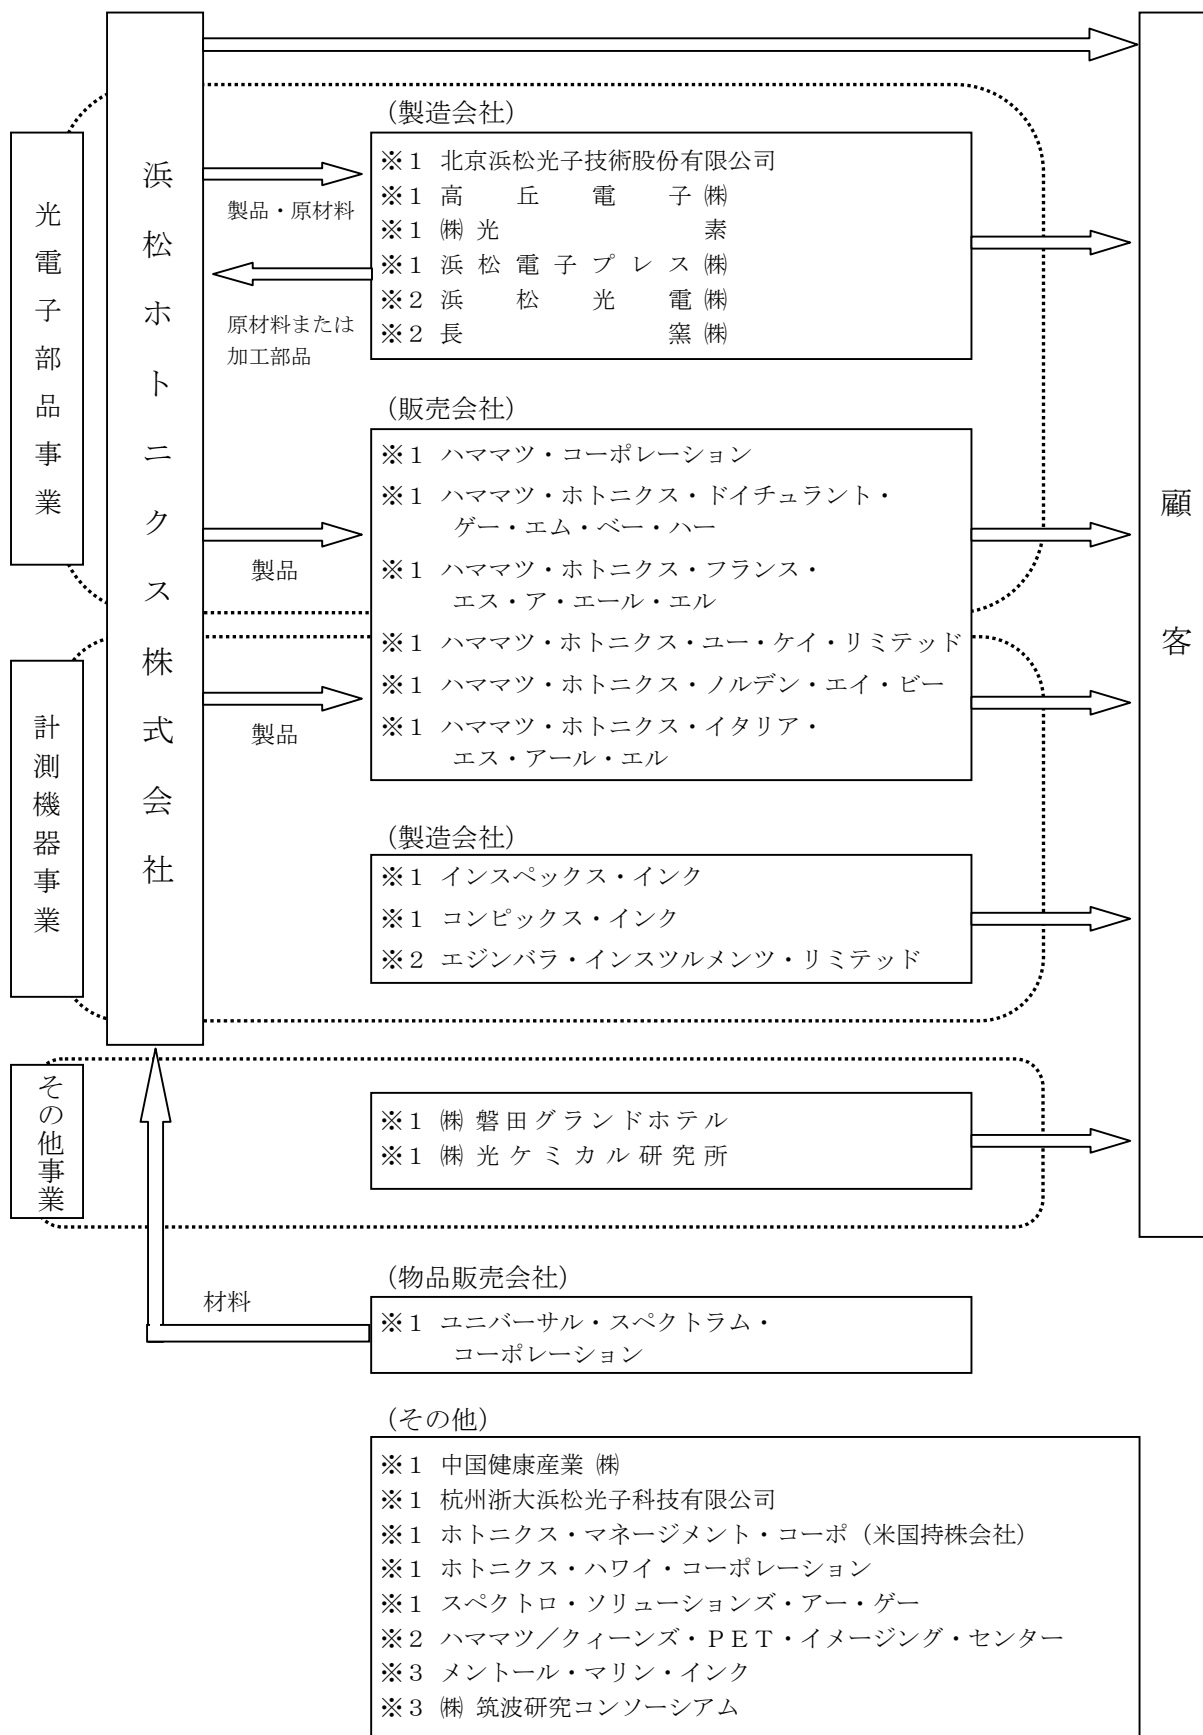 浜松ホトニクス株式会社
顧客
光電子部品事業
(製造会社)
※1 北京浜松光子技術股份有限公司
※1 高丘電子㈱
※1 ㈱光素
※1 浜松電子プレス㈱
※2 浜松光電㈱
※2 長窯㈱
製品・原材料
原材料または
加工部品
(販売会社)
※1 ハママツ・コーポレーション
※1 ハママツ・ホトニクス・ドイチュラント・
ゲー・エム・ベー・ハー
※1 ハママツ・ホトニクス・フランス・
エス・ア・エール・エル
※1 ハママツ・ホトニクス・ユー・ケイ・リミテッド
※1 ハママツ・ホトニクス・ノルデン・エイ・ビー
※1 ハママツ・ホトニクス・イタリア・
エス・アール・エル
製品
製品
計測機器事業
(製造会社)
※1 インスペックス・インク
※1 コンピックス・インク
※2 エジンバラ・インスツルメンツ・リミテッド
その他事業
※1 ㈱磐田グランドホテル
※1 ㈱光ケミカル研究所
(物品販売会社)
材料
※1 ユニバーサル・スペクトラム・
コーポレーション
(その他)
※1 中国健康産業 ㈱
※1 杭州浙大浜松光子科技有限公司
※1 ホトニクス・マネージメント・コーポ(米国持株会社)
※1 ホトニクス・ハワイ・コーポレーション
※1 スペクトロ・ソリューションズ・アー・ゲー
※2 ハママツ/クィーンズ・PET・イメージング・センター
※3 メントール・マリン・インク
※3 ㈱ 筑波研究コンソーシアム